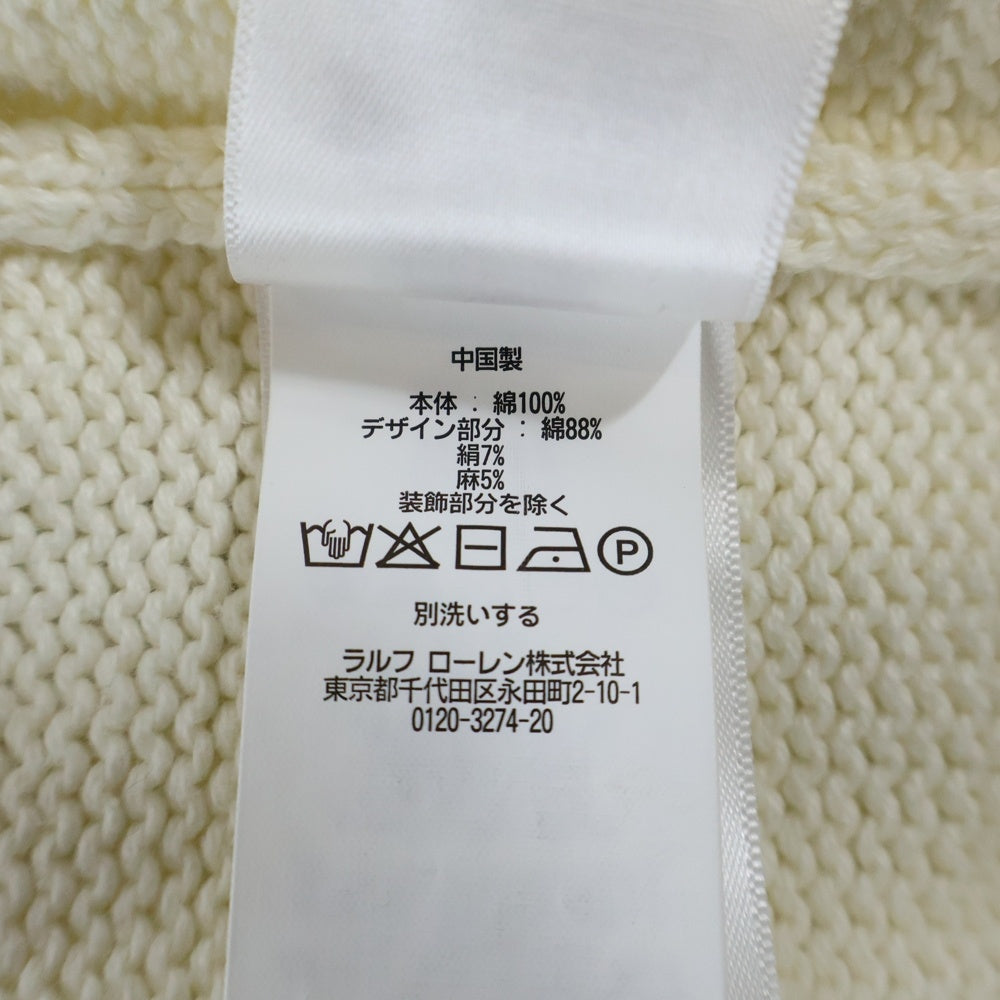 中国製
本体 : 綿100%
デザイン部分 : 綿88%
絹7%
麻5%
装飾部分を除く
P
別洗いする
ラルフ ローレン株式会社
東京都千代田区永田町2-10-1
0120-3274-20